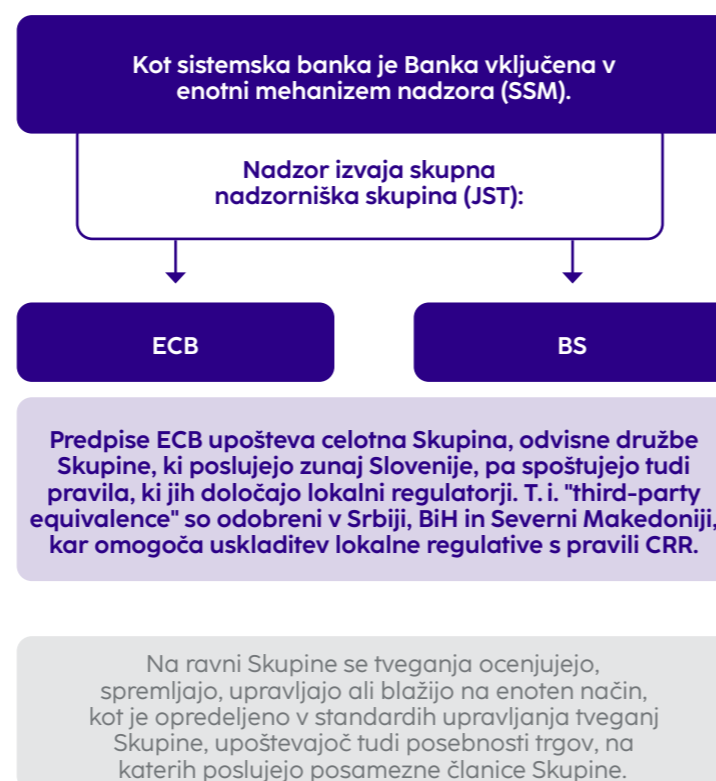 Kot sistemska banka je Banka vključena v
enotni mehanizem nadzora (SSM).
Nadzor izvaja skupna
nadzorniška skupina (JST):
ECB
BS
Predpise ECB upošteva celotna Skupina, odvisne družbe
Skupine, ki poslujejo zunaj Slovenije, pa spoštujejo tudi
pravila, ki jih določajo lokalni regulatorji. T. i. "third-party
equivalence" so odobreni v Srbiji, BiH in Severni Makedoniji,
kar omogoča uskladitev lokalne regulative s pravili CRR.
Na ravni Skupine se tveganja ocenjujejo,
spremljajo, upravljajo ali blažijo na enoten način,
kot je opredeljeno v standardih upravljanja tveganj
Skupine, upoštevajoč tudi posebnosti trgov, na
katerih poslujejo posamezne članice Skupine.